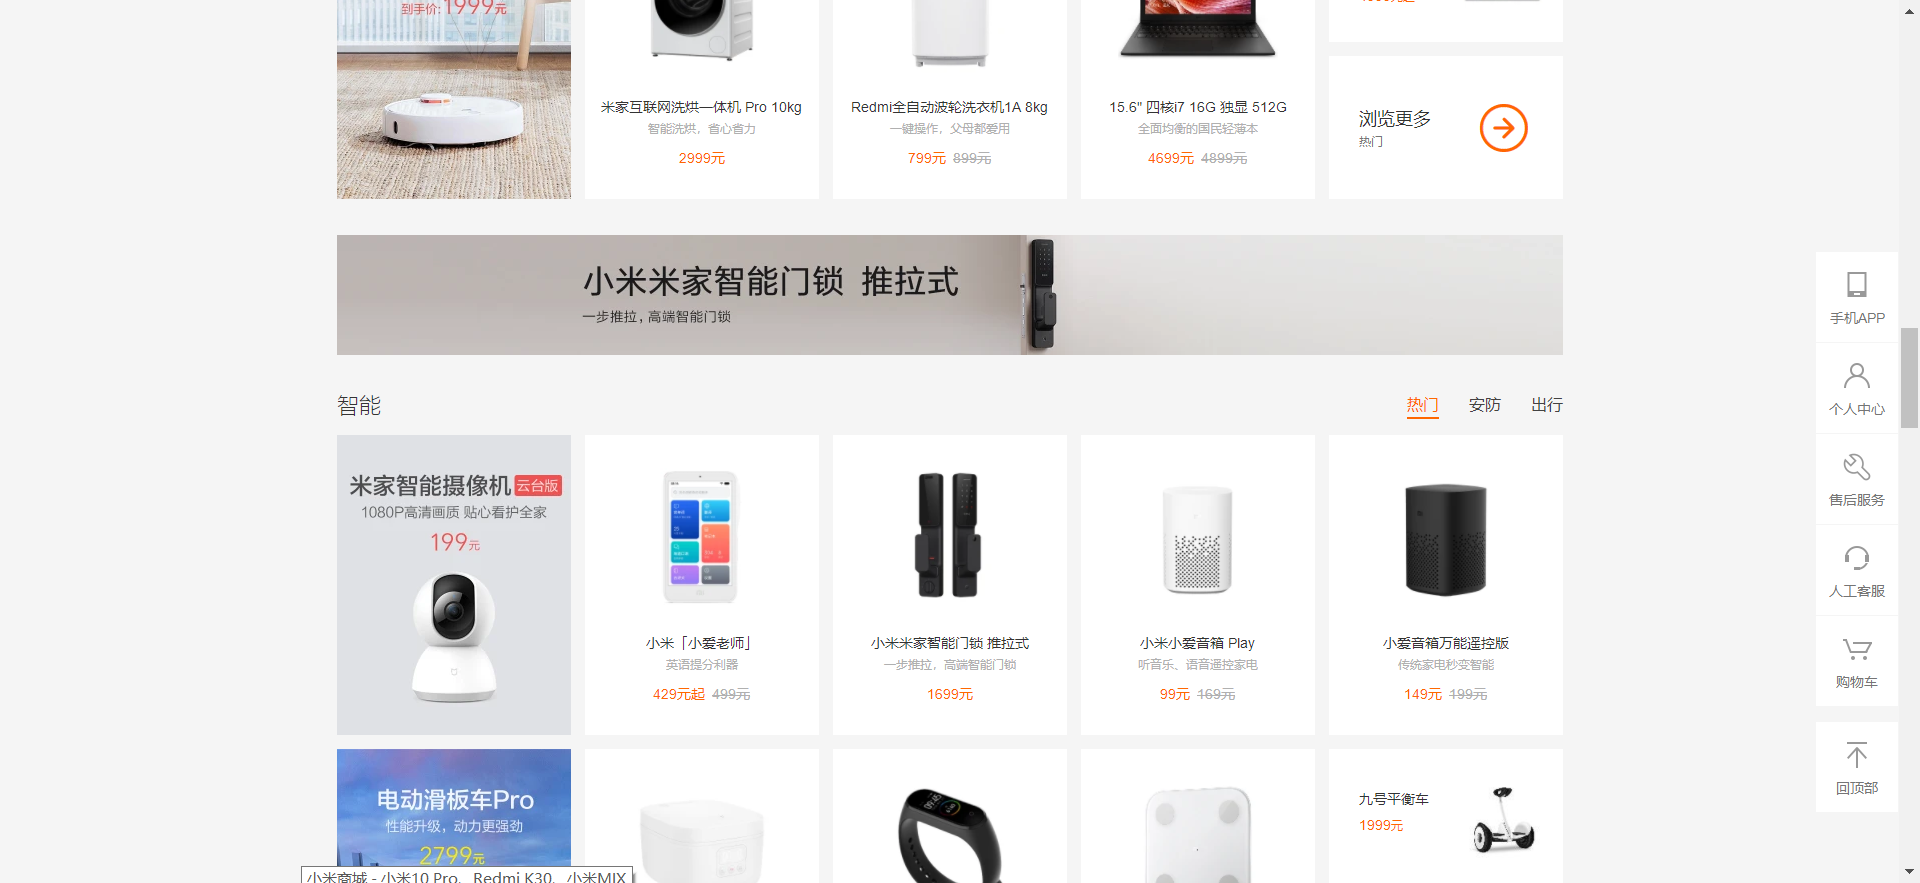 到手价:1999元
米家互联网洗烘一体机 Pro 10kg
智能洗烘，省心省力
2999元
Redmi全自动波轮洗衣机1A 8kg
一键操作，父母都爱用
799元 899元
15.6" 四核i7 16G 独显 512G
全面均衡的国民轻薄本
4699元 4899元
浏览更多
热门
小米米家智能门锁 推拉式
一步推拉，高端智能门锁
智能
热门 安防 出行
米家智能摄像机 云台版
1080P高清画质 贴心看护全家
199元
小米「小爱老师」
英语提分利器
429元起 499元
小米米家智能门锁 推拉式
一步推拉，高端智能门锁
1699元
小米小爱音箱 Play
听音乐、语音遥控家电
99元 169元
小爱音箱万能遥控版
传统家电秒变智能
149元 199元
电动滑板车Pro
性能升级，动力更强劲
2799元
九号平衡车
1999元
手机APP
个人中心
售后服务
人工客服
购物车
回顶部
小米商城 - 小米10 Pro、Redmi K30、小米MIX